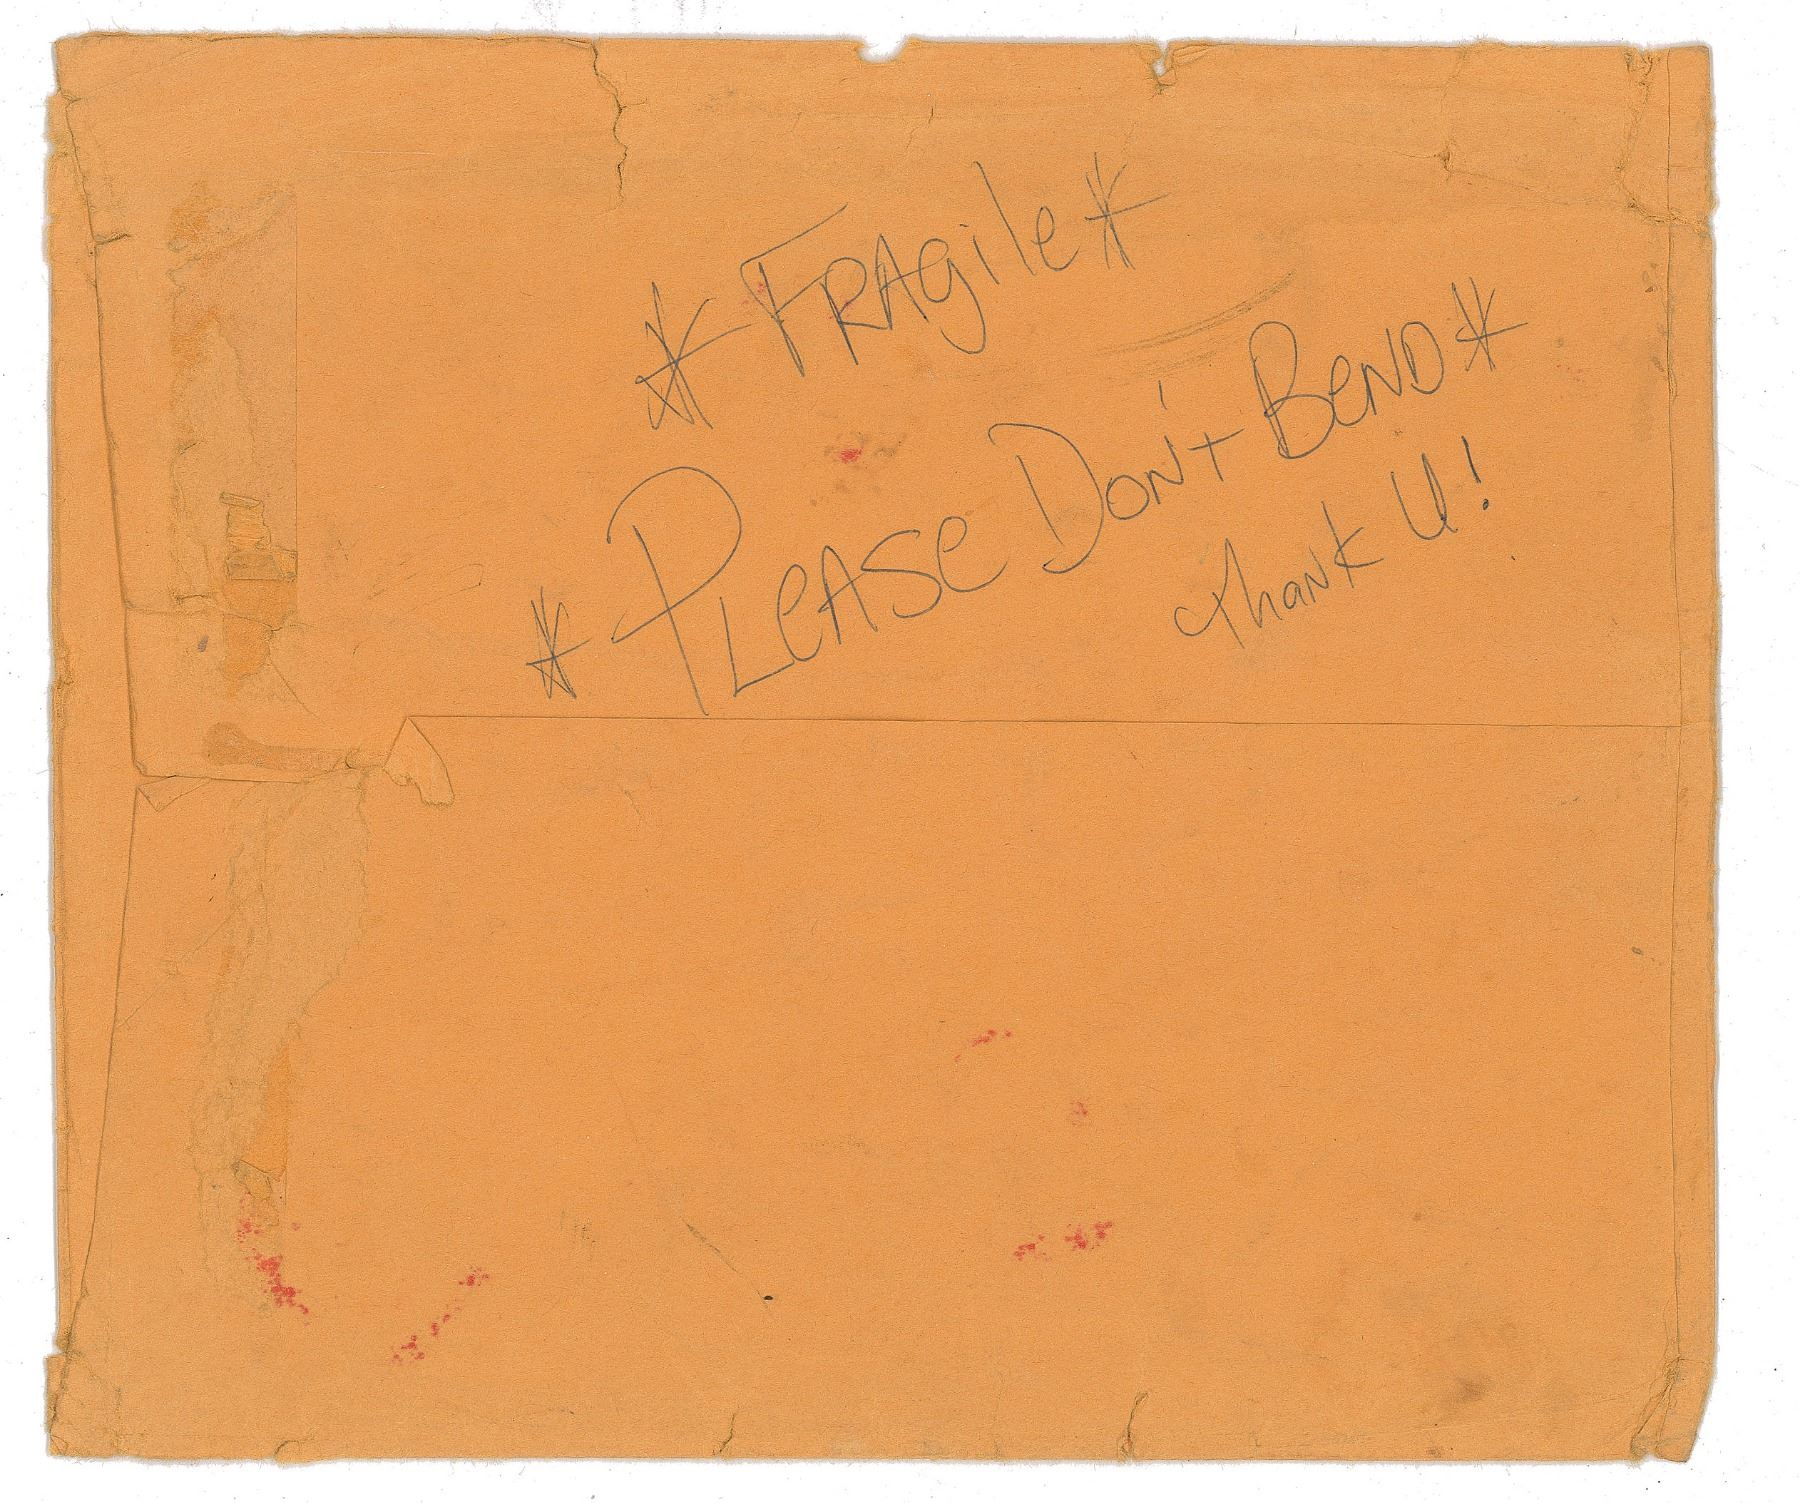 *FRAgile*
*PLeASe DON't BeND*
thank U!